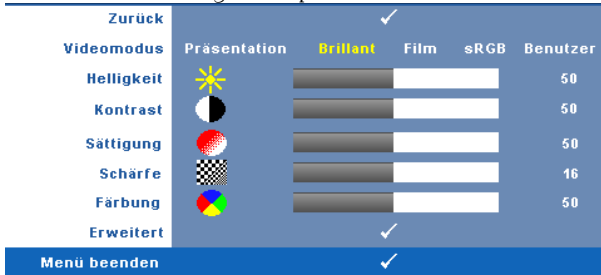 Zurück
Videomodus Präsentation Brillant Film sRGB Benutzer
Helligkeit 50
Kontrast 50
Sättigung 50
Schärfe 16
Färbung 50
Erweitert
Menü beenden